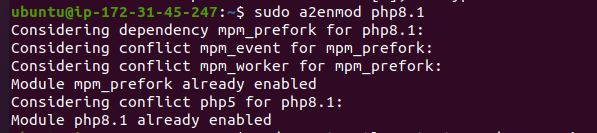 ubuntu@ip-172-31-45-247:~$ sudo a2enmod php8.1
Considering dependency mpm_prefork for php8.1:
Considering conflict mpm_event for mpm_prefork:
Considering conflict mpm_worker for mpm_prefork:
Module mpm_prefork already enabled
Considering conflict php5 for php8.1:
Module php8.1 already enabled